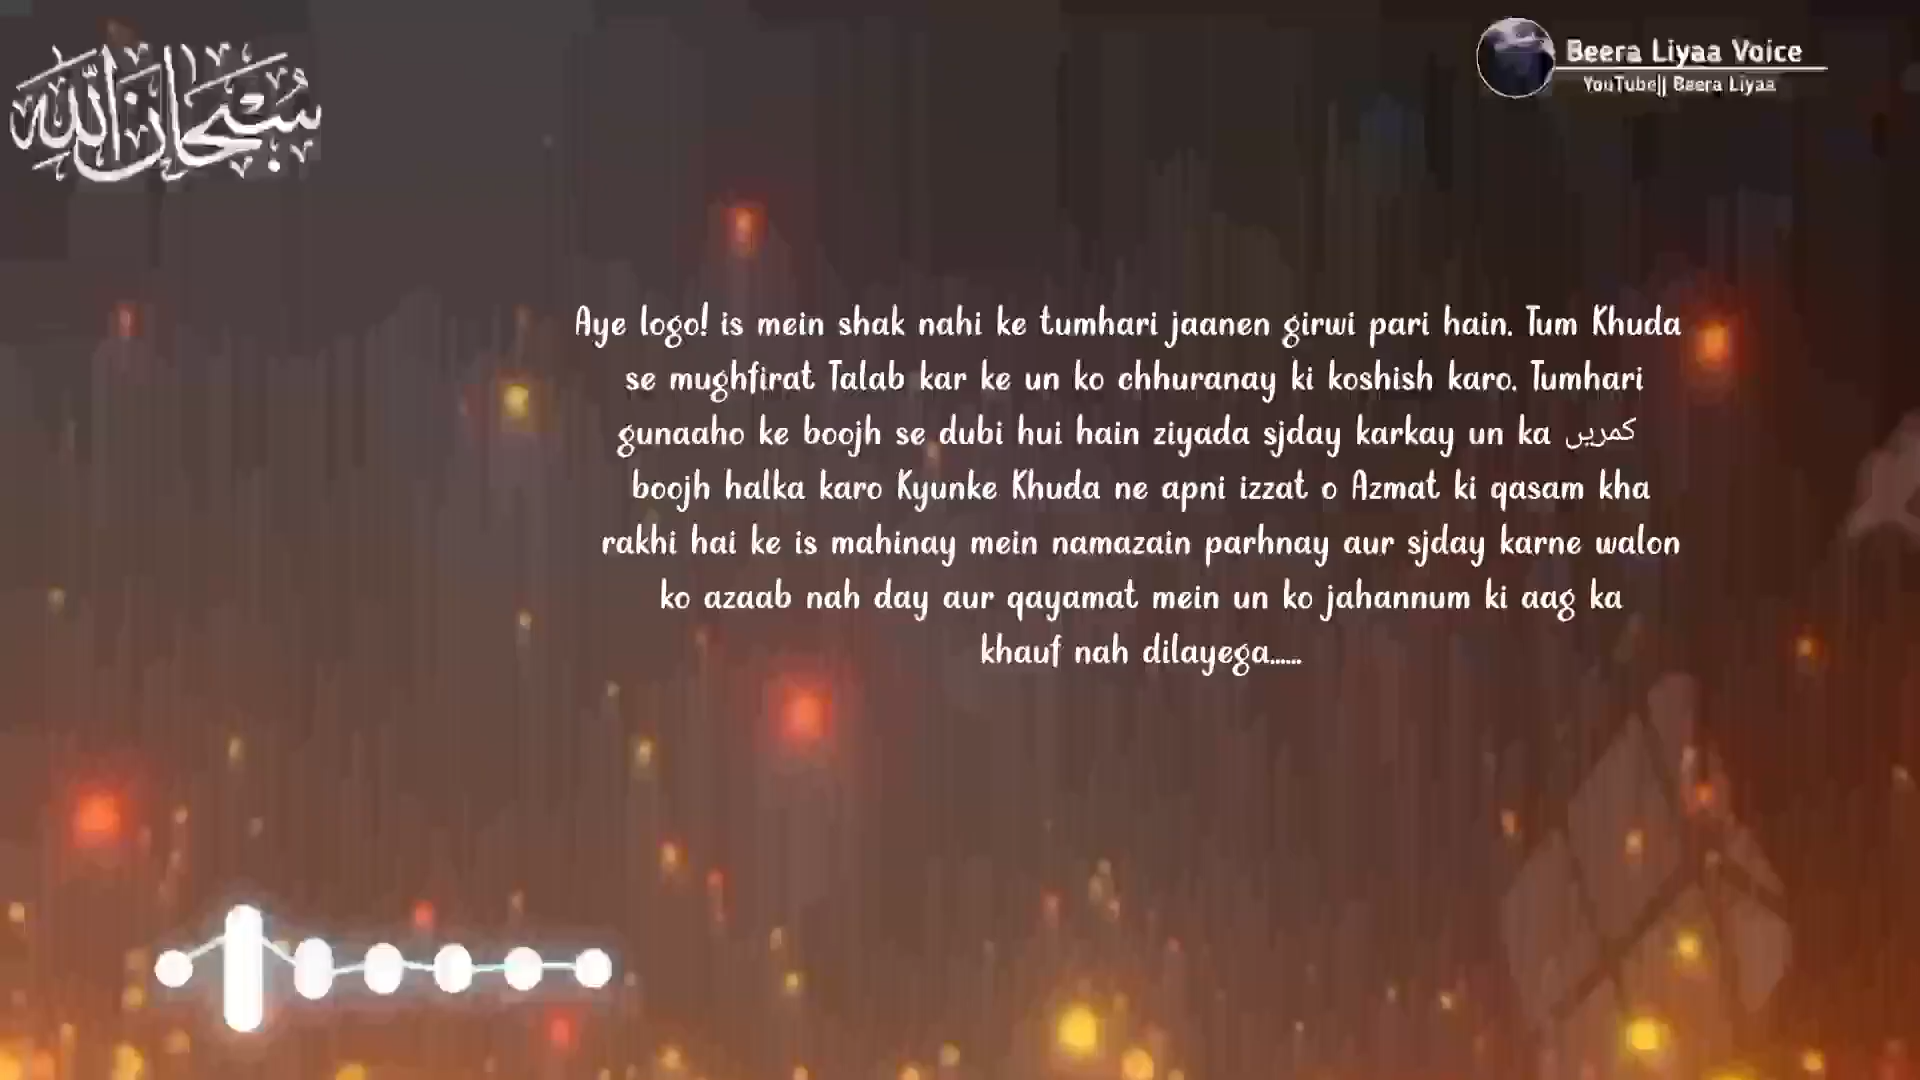 سُبْحَانَ اللّٰه
Beera Liyaa Voice
YouTube|| Beera Liyaa
Aye logo! is mein shak nahi ke tumhari jaanen girwi pari hain. Tum Khuda
se mughfirat Talab kar ke un ko chhuranay ki koshish karo. Tumhari
gunaaho ke boojh se dubi hui hain ziyada sjday karkay un ka کمریں
boojh halka karo Kyunke Khuda ne apni izzat o Azmat ki qasam kha
rakhi hai ke is mahinay mein namazain parhnay aur sjday karne walon
ko azaab nah day aur qayamat mein un ko jahannum ki aag ka
khauf nah dilayega......